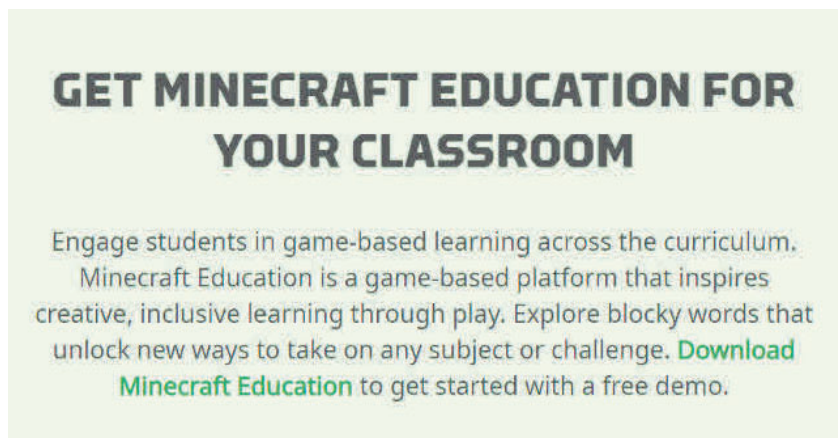 GET MINECRAFT EDUCATION FOR
YOUR CLASSROOM
Engage students in game-based learning across the curriculum.
Minecraft Education is a game-based platform that inspires
creative, inclusive learning through play. Explore blocky words that
unlock new ways to take on any subject or challenge. Download
Minecraft Education to get started with a free demo.